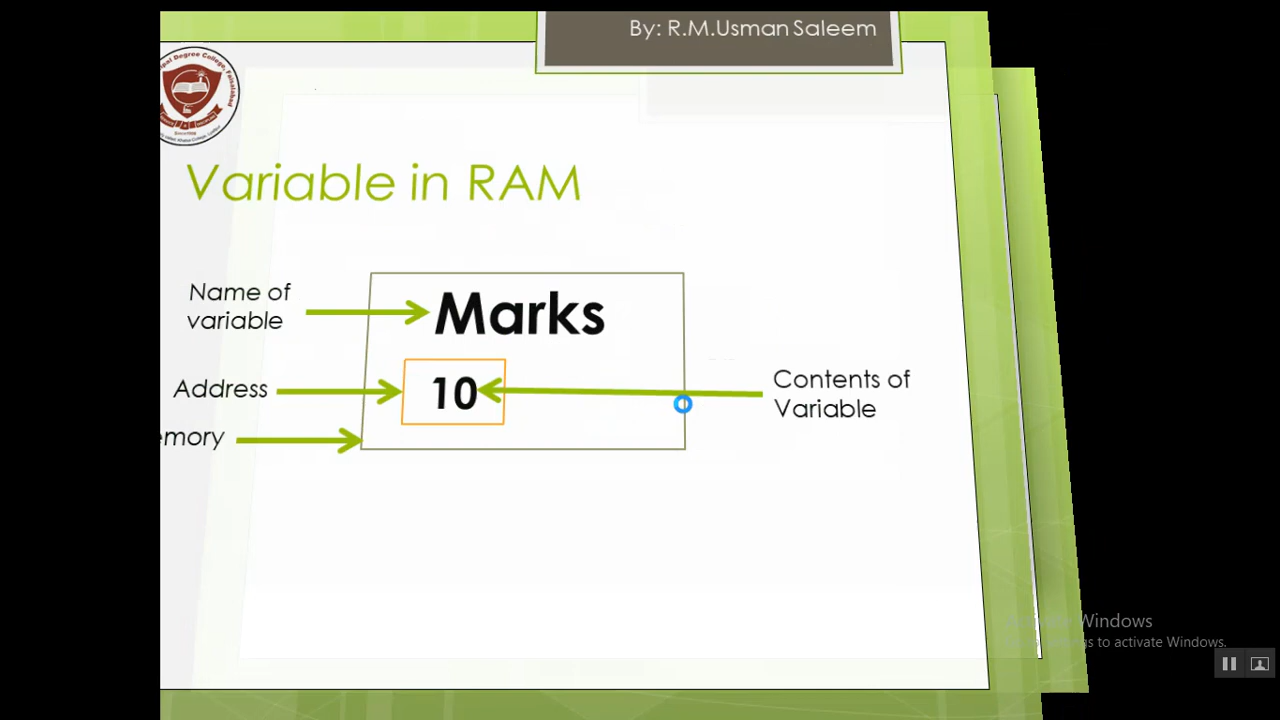 By: R.M.Usman Saleem
Variable in RAM
Name of
variable
Marks
Address
10
Contents of
Variable
emory
Windows
to activate Windows.